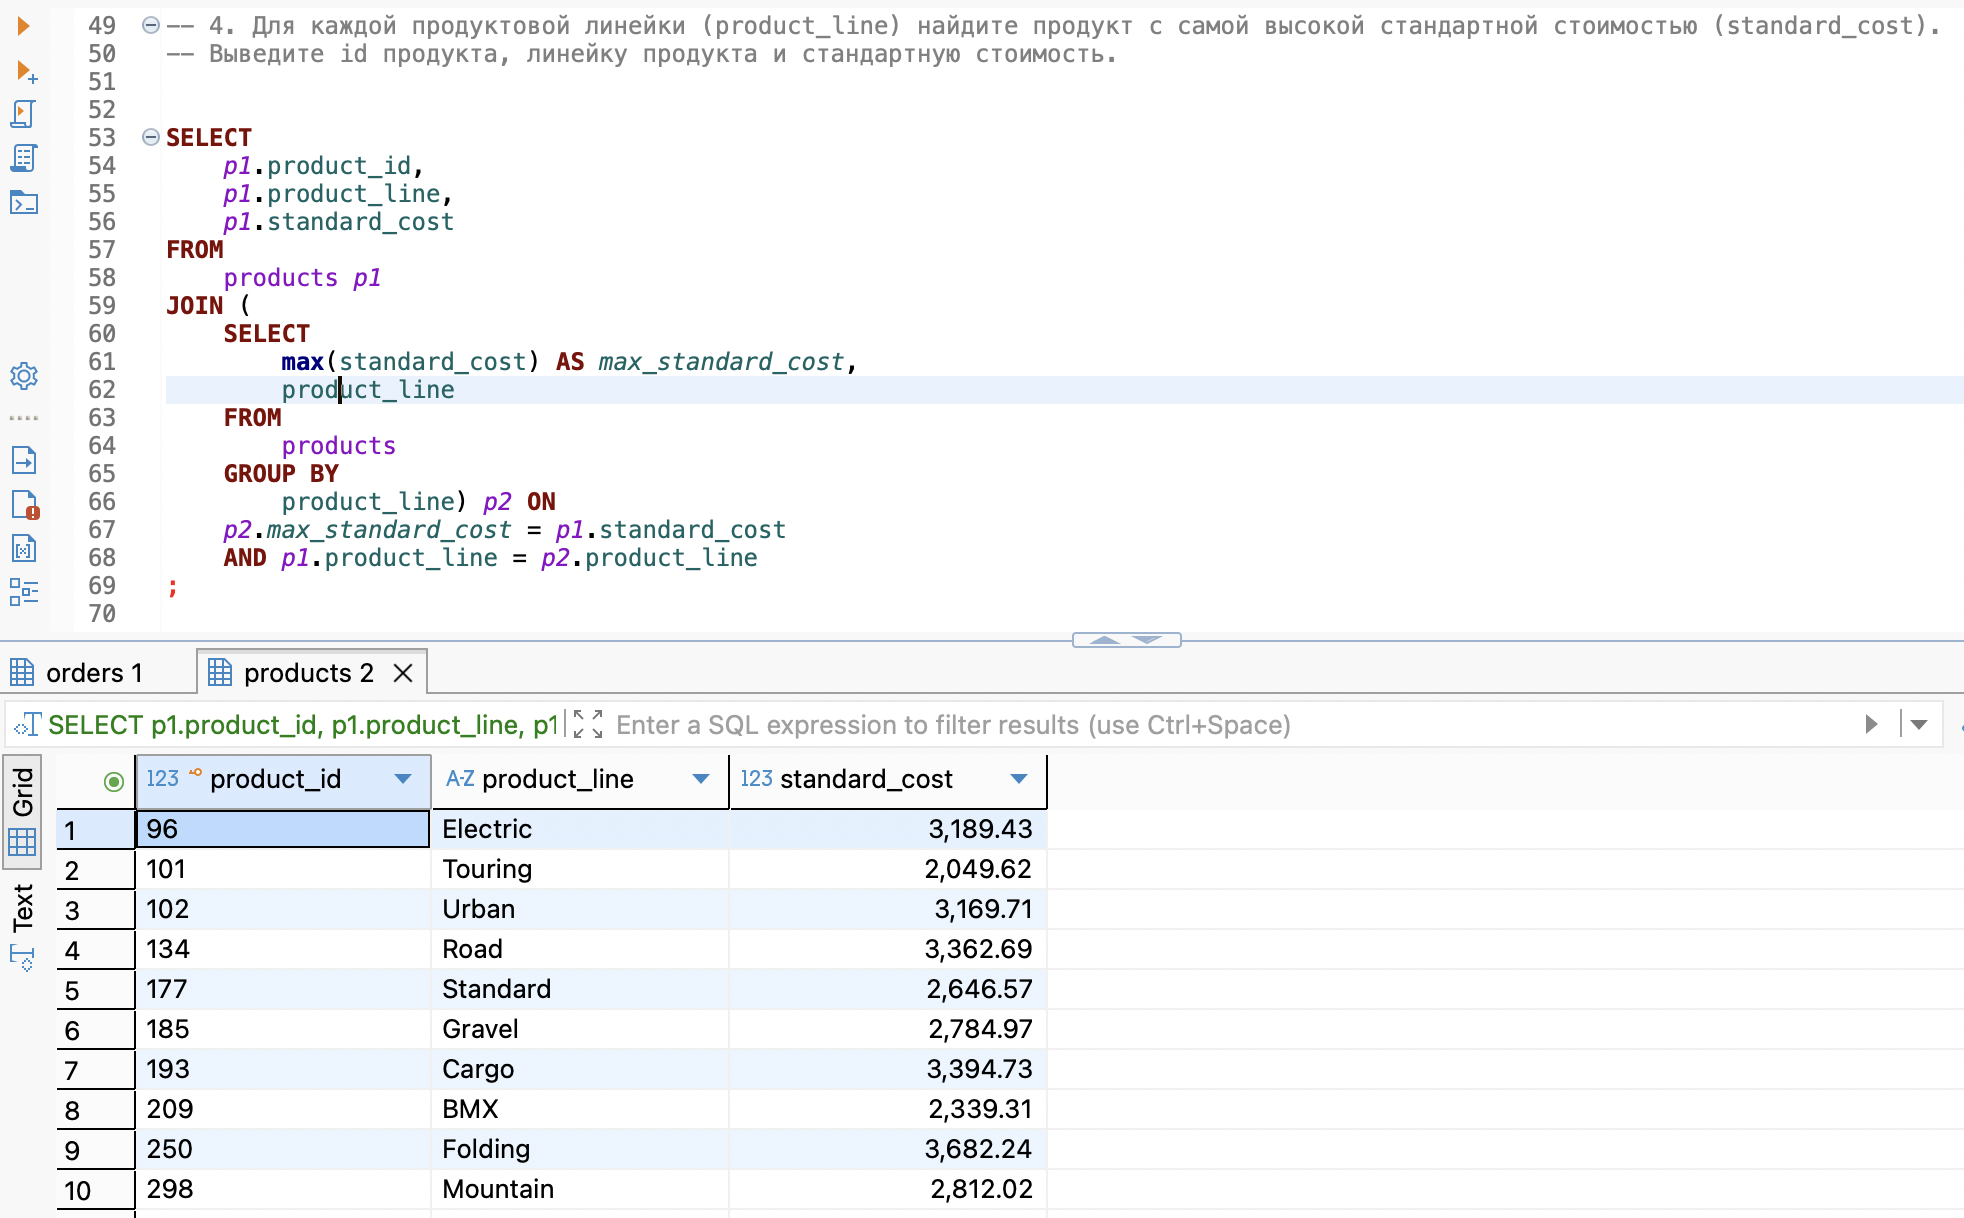 49 -- 4. Для каждой продуктовой линейки (product_line) найдите продукт с самой высокой стандартной стоимостью (standard_cost).
50 -- Выведите id продукта, линейку продукта и стандартную стоимость.
51
52
53 SELECT
54 p1.product_id,
55 p1.product_line,
56 p1.standard_cost
57 FROM
58 products p1
59 JOIN (
60 SELECT
61 max(standard_cost) AS max_standard_cost,
62 product_line
63 FROM
64 products
65 GROUP BY
66 product_line) p2 ON
67 p2.max_standard_cost = p1.standard_cost
68 AND p1.product_line = p2.product_line
69 ;
70
orders 1 products 2
SELECT p1.product_id, p1.product_line, p1 Enter a SQL expression to filter results (use Ctrl+Space)
Grid
Text
123 product_id A-Z product_line 123 standard_cost
1 96 Electric 3,189.43
2 101 Touring 2,049.62
3 102 Urban 3,169.71
4 134 Road 3,362.69
5 177 Standard 2,646.57
6 185 Gravel 2,784.97
7 193 Cargo 3,394.73
8 209 BMX 2,339.31
9 250 Folding 3,682.24
10 298 Mountain 2,812.02